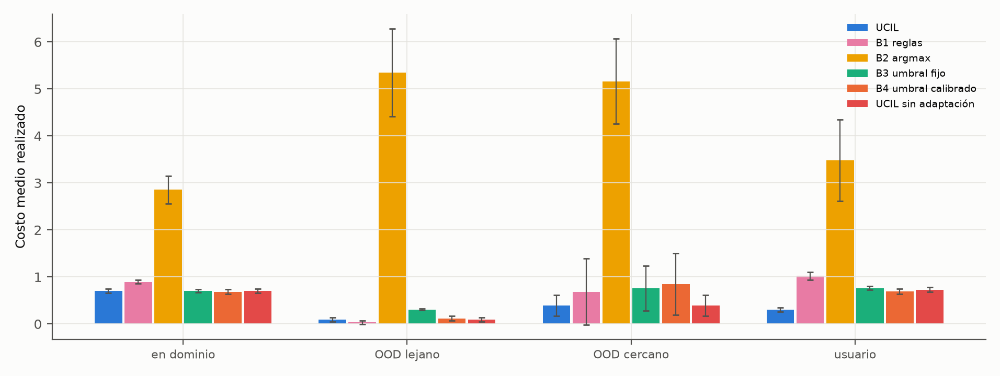 Costo medio realizado
6
5
4
3
2
1
0
en dominio
OOD lejano
OOD cercano
usuario
UCIL
B1 reglas
B2 argmax
B3 umbral fijo
B4 umbral calibrado
UCIL sin adaptación